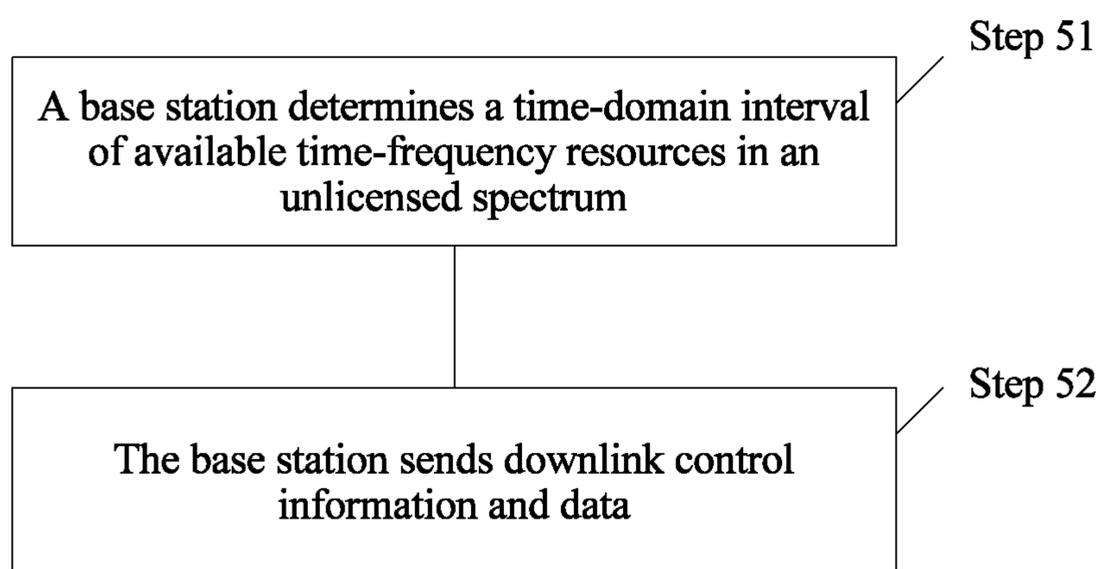 Step 51
A base station determines a time-domain interval
of available time-frequency resources in an
unlicensed spectrum
Step 52
The base station sends downlink control
information and data